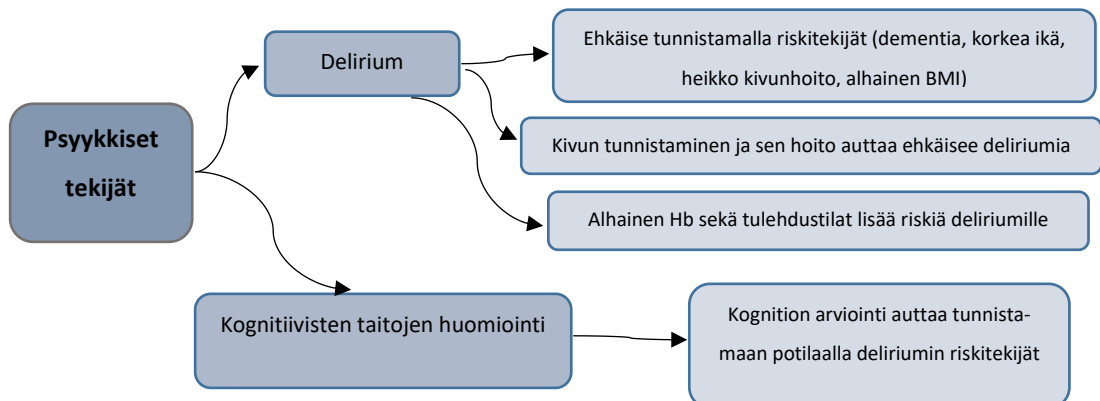 Psyykkiset
tekijät
Delirium
Ehkäise tunnistamalla riskitekijät (dementia, korkea ikä,
heikko kivunhoito, alhainen BMI)
Kivun tunnistaminen ja sen hoito auttaa ehkäisee deliriumia
Alhainen Hb sekä tulehdustilat lisää riskiä deliriumille
Kognitiivisten taitojen huomiointi
Kognition arviointi auttaa tunnista-
maan potilaalla deliriumin riskitekijät